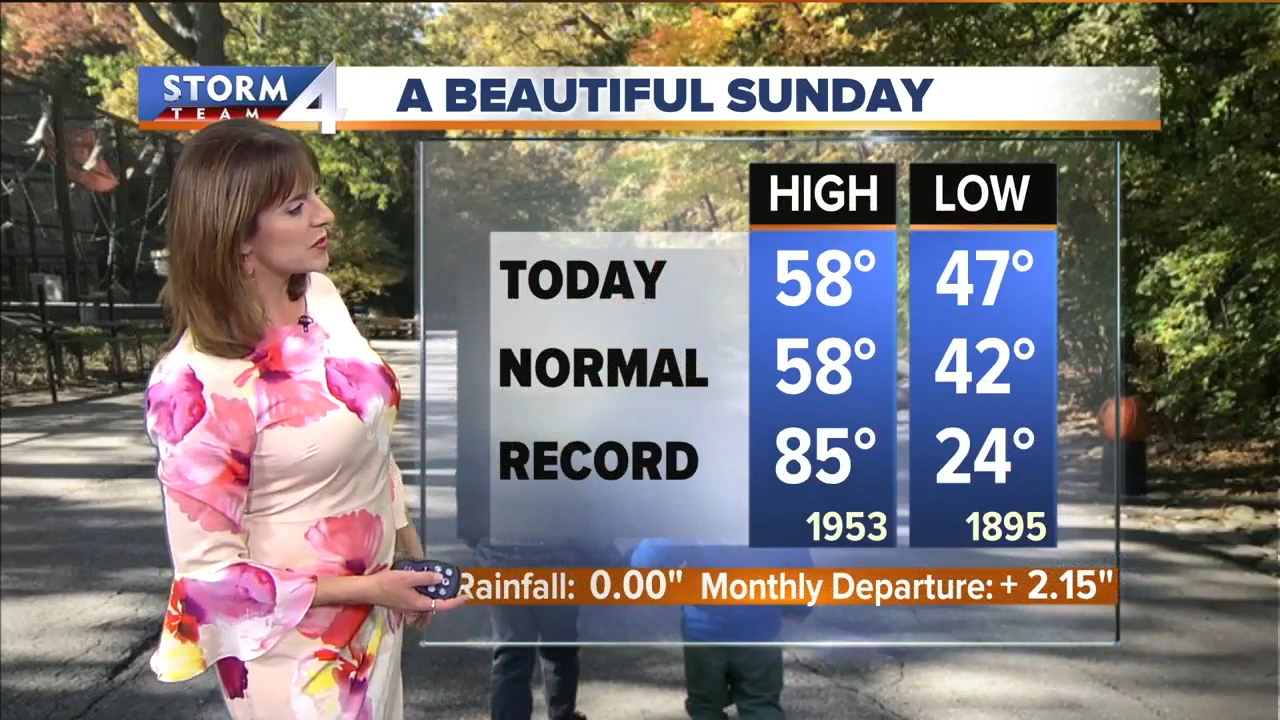 STORM
TEAM
4
A BEAUTIFUL SUNDAY
HIGH LOW
TODAY 58° 47°
NORMAL 58° 42°
RECORD 85° 24°
1953 1895
Rainfall: 0.00" Monthly Departure: + 2.15"